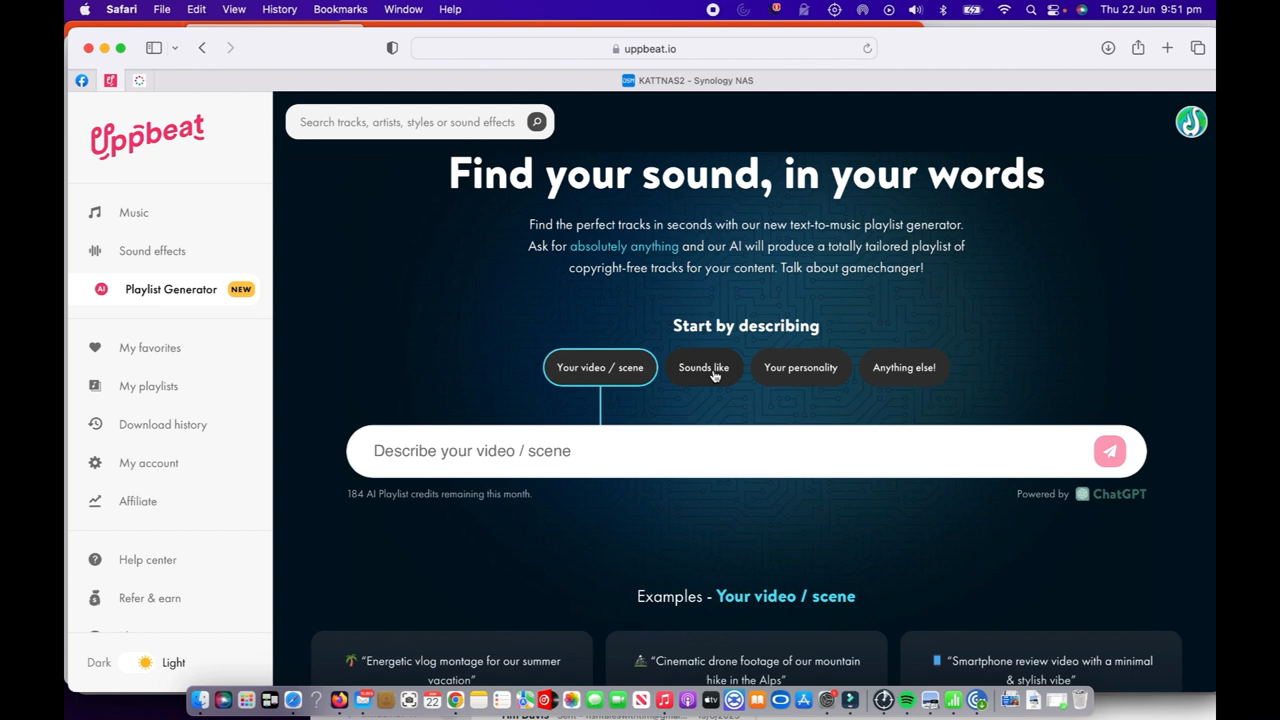 Safari File Edit View History Bookmarks Window Help Thu 22 Jun 9:51 pm
uppbeat.io
KATTNAS2 - Synology NAS
Uppbeat
Search tracks, artists, styles or sound effects
Music
Sound effects
AI Playlist Generator NEW
My favorites
My playlists
Download history
My account
Affiliate
Help center
Refer & earn
Dark Light
Find your sound, in your words
Find the perfect tracks in seconds with our new text-to-music playlist generator.
Ask for absolutely anything and our AI will produce a totally tailored playlist of
copyright-free tracks for your content. Talk about gamechanger!
Start by describing
Your video / scene Sounds like Your personality Anything else!
Describe your video / scene
184 AI Playlist credits remaining this month. Powered by ChatGPT
Examples - Your video / scene
"Energetic vlog montage for our summer
vacation"
"Cinematic drone footage of our mountain
hike in the Alps"
"Smartphone review video with a minimal
& stylish vibe"